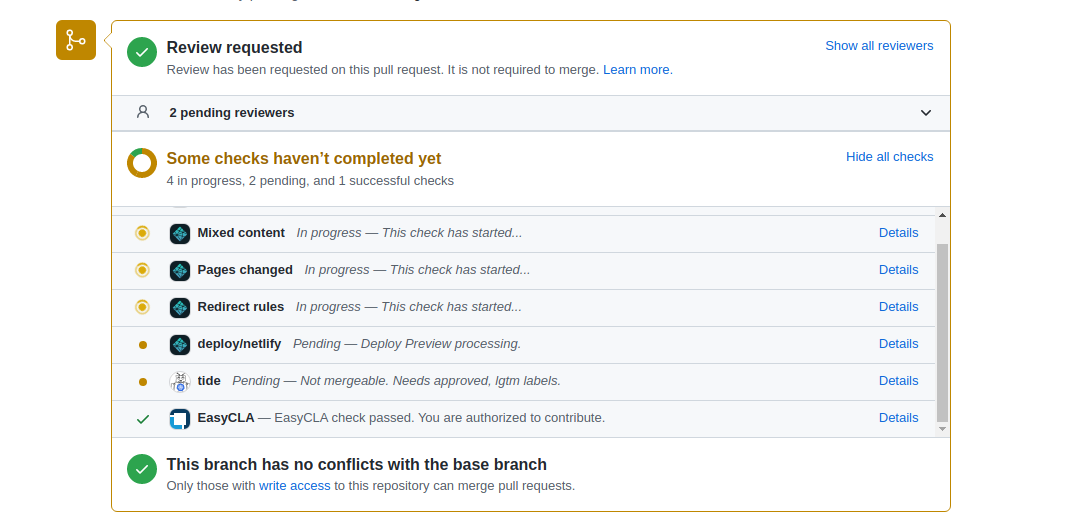 Review requested
Show all reviewers
Review has been requested on this pull request. It is not required to merge. Learn more.
2 pending reviewers
Some checks haven’t completed yet
Hide all checks
4 in progress, 2 pending, and 1 successful checks
Mixed content In progress — This check has started... Details
Pages changed In progress — This check has started... Details
Redirect rules In progress — This check has started... Details
deploy/netlify Pending — Deploy Preview processing. Details
tide Pending — Not mergeable. Needs approved, lgtm labels. Details
EasyCLA — EasyCLA check passed. You are authorized to contribute. Details
This branch has no conflicts with the base branch
Only those with write access to this repository can merge pull requests.